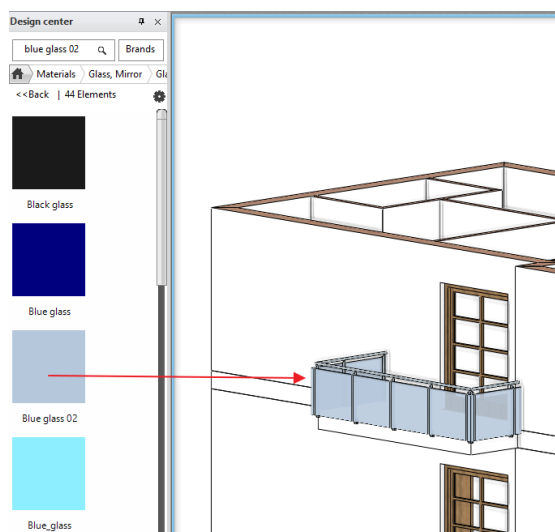 Design center
blue glass 02
Brands
Materials
Glass, Mirror
Gla
<<Back | 44 Elements
Black glass
Blue glass
Blue glass 02
Blue_glass